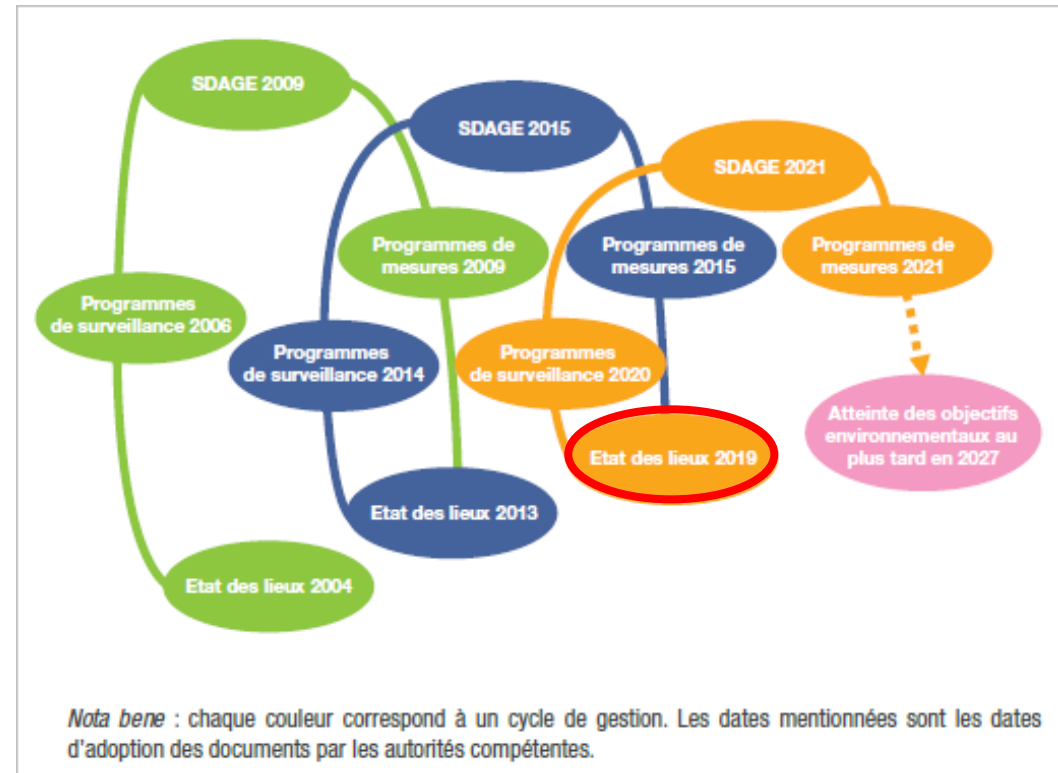 SDAGE 2009
SDAGE 2015
SDAGE 2021
Programmes de
mesures 2009
Programmes de
mesures 2015
Programmes de
mesures 2021
Programmes
de surveillance 2006
Programmes
de surveillance 2014
Programmes
de surveillance 2020
Atteinte des objectifs
environnementaux au
plus tard en 2027
Etat des lieux 2019
Etat des lieux 2013
Etat des lieux 2004
Nota bene : chaque couleur correspond à un cycle de gestion. Les dates mentionnées sont les dates
d'adoption des documents par les autorités compétentes.